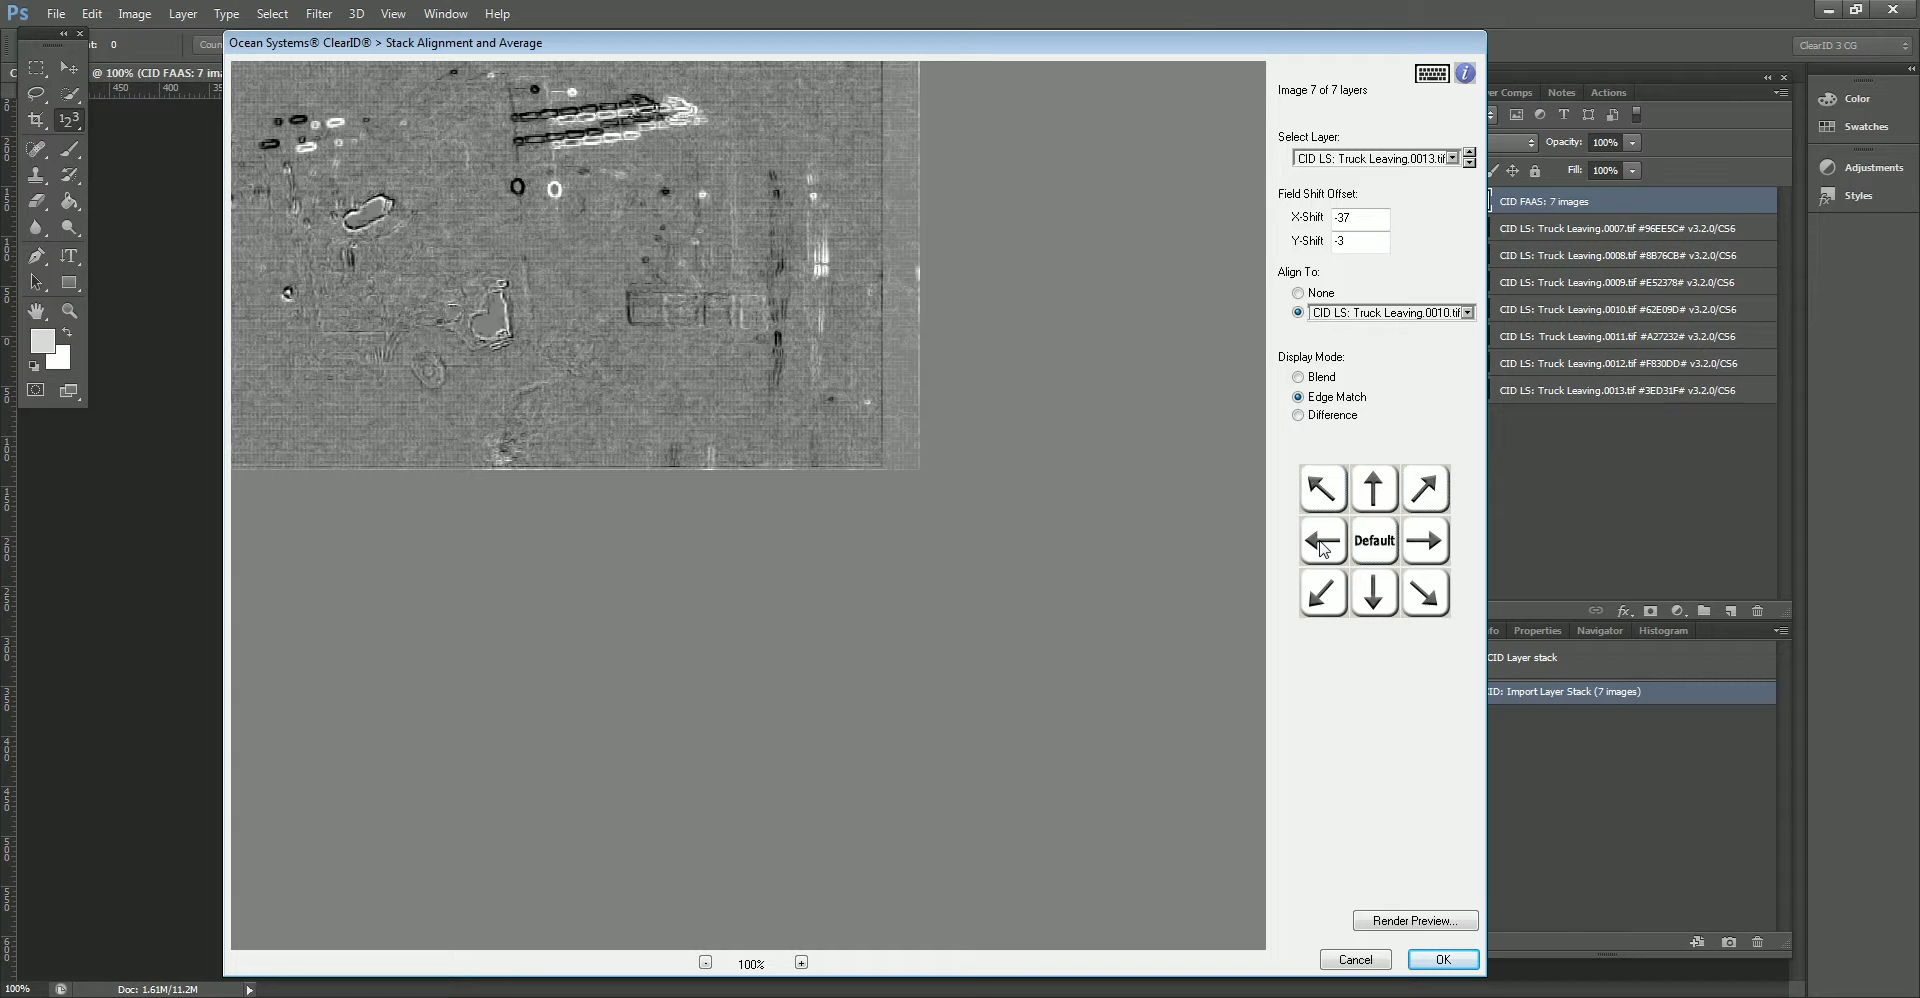 Ps File Edit Image Layer Type Select Filter 3D View Window Help
0
ClearID 3 CG
Ocean Systems® ClearID® > Stack Alignment and Average
@ 100% (CID FAAS: 7
450 400
Image 7 of 7 layers
Select Layer:
CID LS: Truck Leaving.0013.tif
Field Shift Offset:
X-Shift -37
Y-Shift -3
Align To:
None
CID LS: Truck Leaving.0010.tif
Display Mode:
Blend
Edge Match
Difference
Default
Render Preview...
Cancel OK
- 100% +
Comps Notes Actions
Opacity: 100%
Fill: 100%
CID FAAS: 7 images
CID LS: Truck Leaving.0007.tif #96EE5C# v3.2.0/CS6
CID LS: Truck Leaving.0008.tif #8B76CB# v3.2.0/CS6
CID LS: Truck Leaving.0009.tif #E52378# v3.2.0/CS6
CID LS: Truck Leaving.0010.tif #62E09D# v3.2.0/CS6
CID LS: Truck Leaving.0011.tif #A27232# v3.2.0/CS6
CID LS: Truck Leaving.0012.tif #F830DD# v3.2.0/CS6
CID LS: Truck Leaving.0013.tif #3ED31F# v3.2.0/CS6
Properties Navigator Histogram
CID Layer stack
CID: Import Layer Stack (7 images)
Color
Swatches
Adjustments
Styles
100% Doc: 1.61M/11.2M